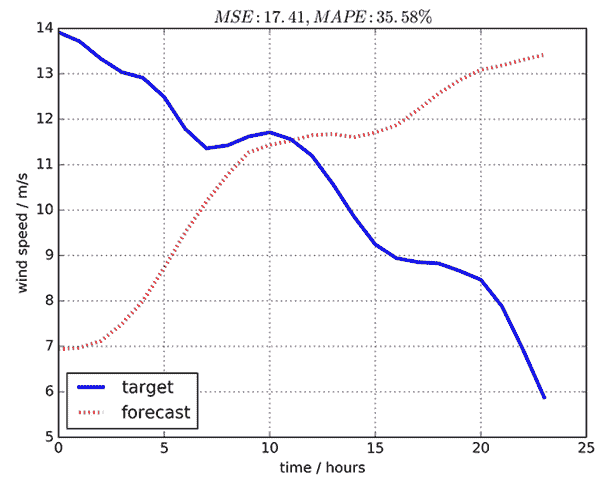 MSE : 17.41, MAPE : 35.58%
14
13
12
11
10
9
8
7
6
5
wind speed / m/s
target
forecast
0 5 10 15 20 25
time / hours